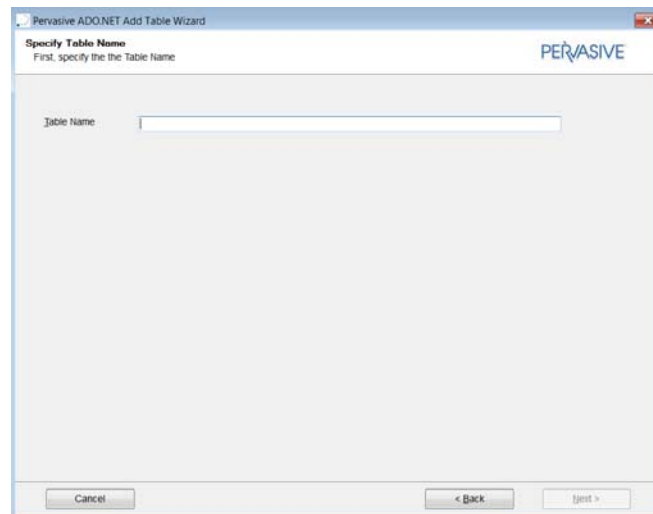 Pervasive ADO.NET Add Table Wizard
Specify Table Name
First, specify the the Table Name
PERVASIVE
Table Name
Cancel
< Back
Next >